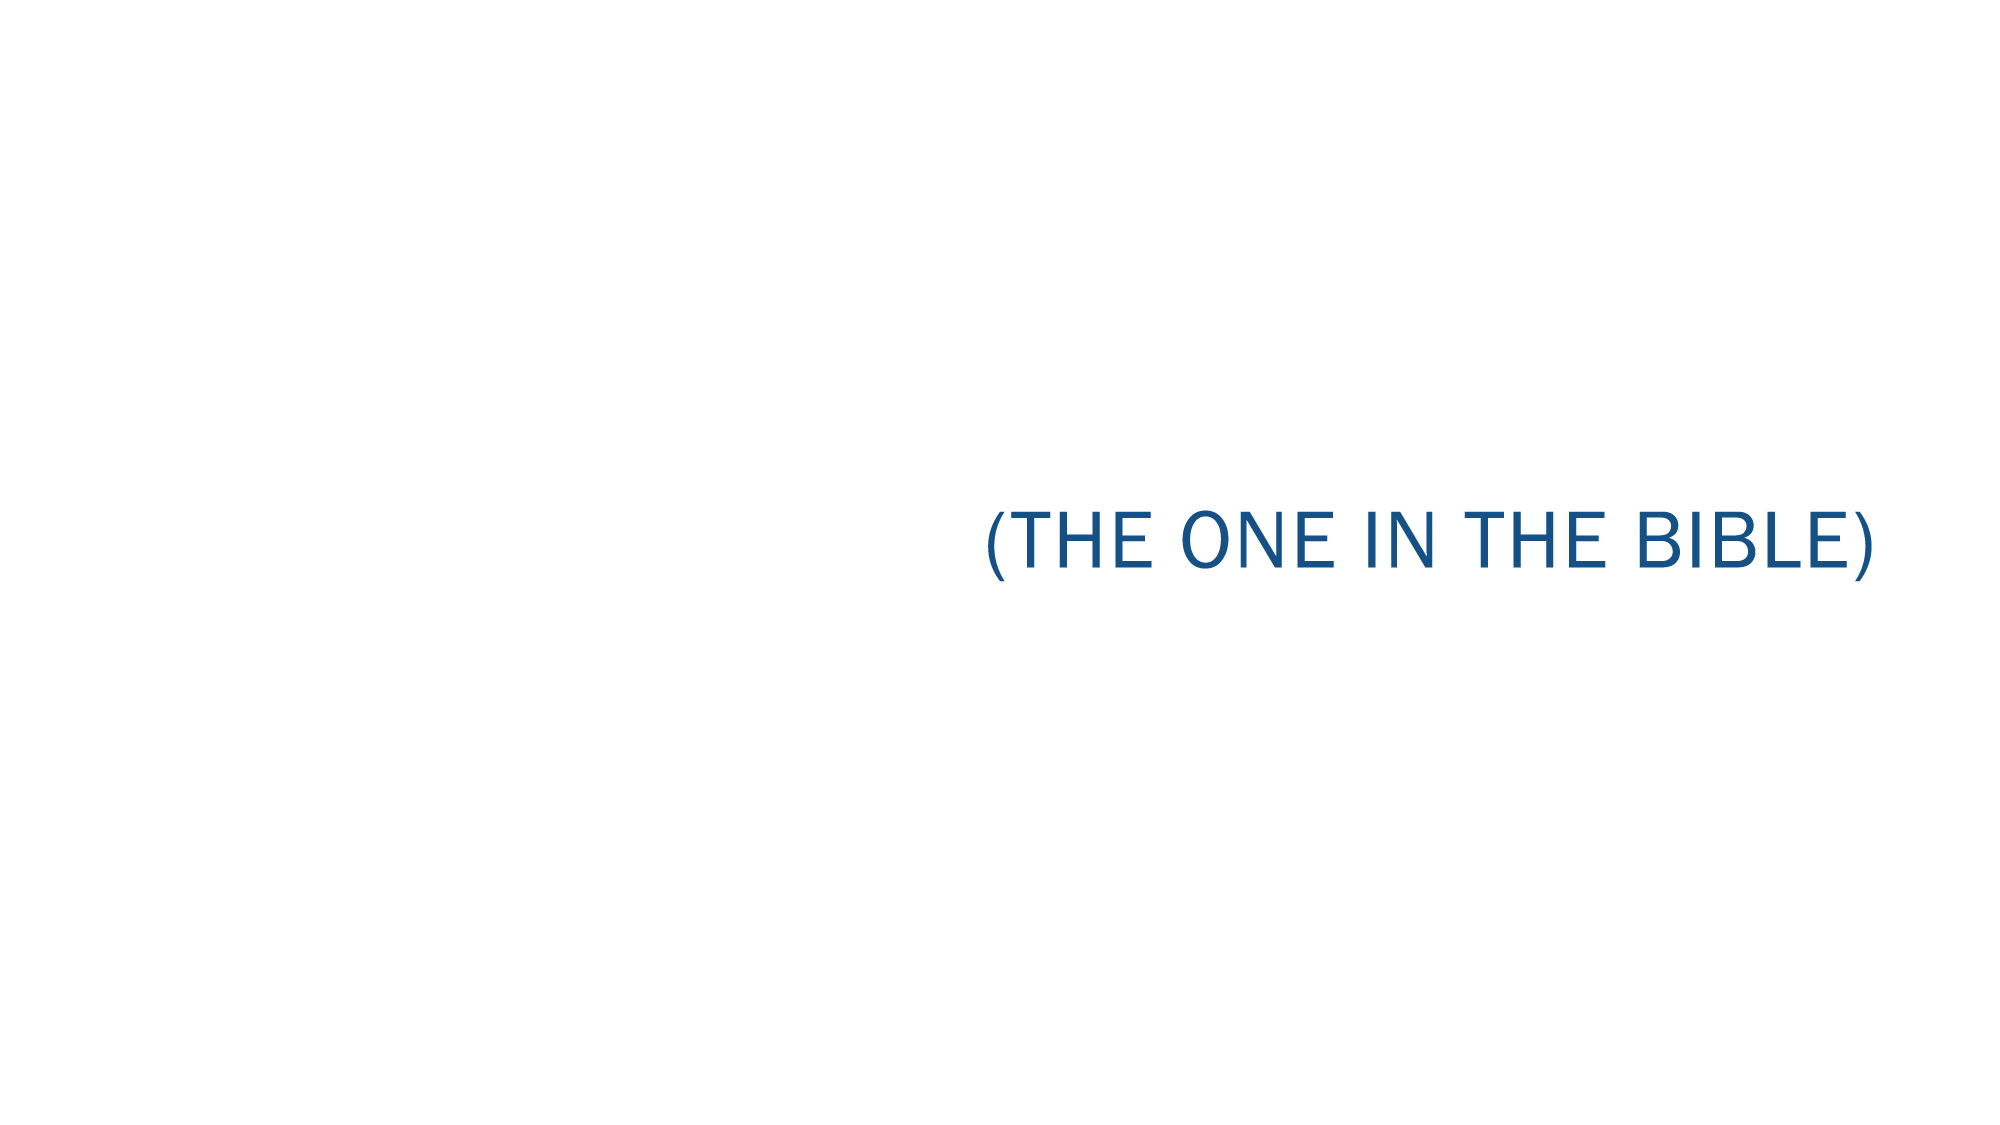 (THE ONE IN THE BIBLE)